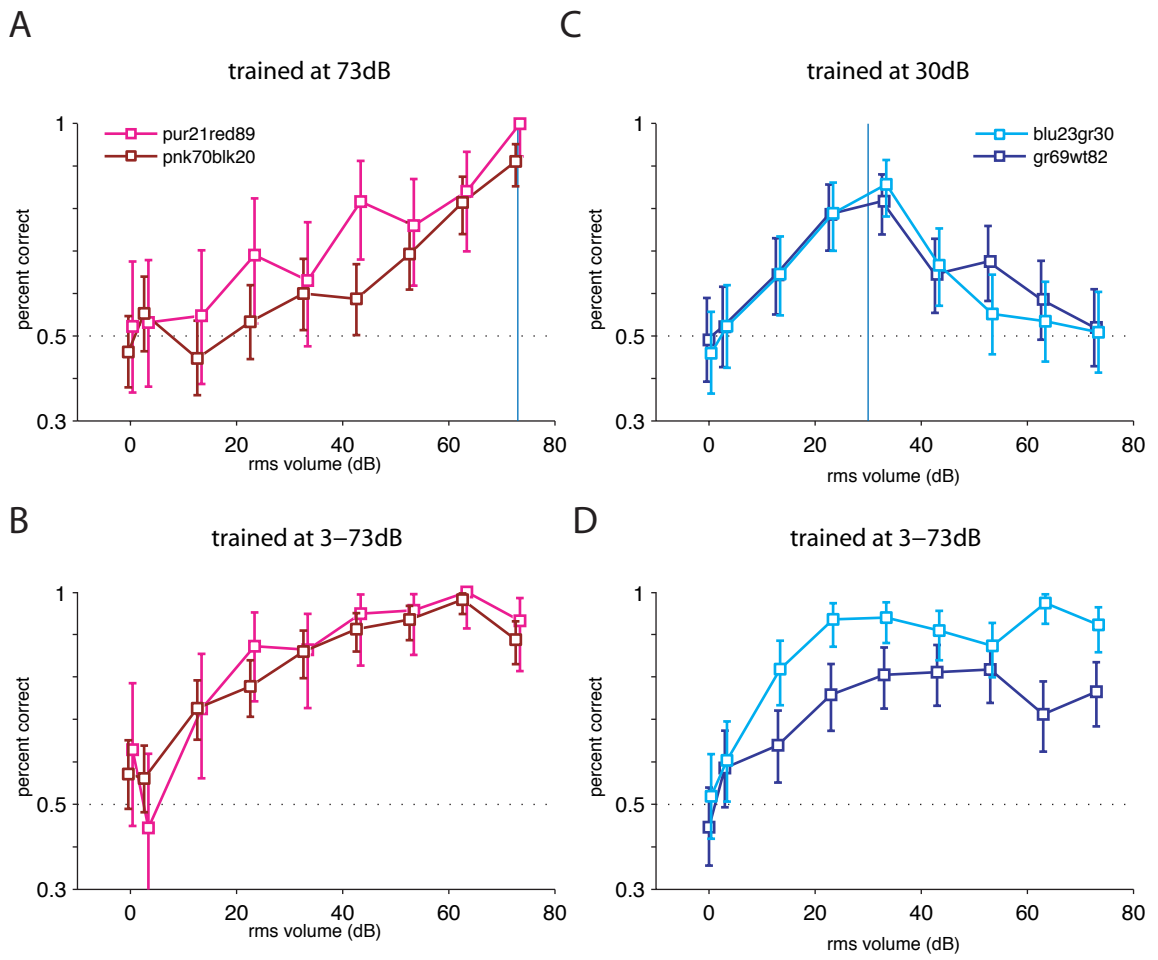 A
trained at 73dB
pur21red89
pnk70blk20
1
0.5
0.3
percent correct
0 20 40 60 80
rms volume (dB)
C
trained at 30dB
blu23gr30
gr69wt82
1
0.5
0.3
percent correct
0 20 40 60 80
rms volume (dB)
B
trained at 3–73dB
1
0.5
0.3
percent correct
0 20 40 60 80
rms volume (dB)
D
trained at 3–73dB
1
0.5
0.3
percent correct
0 20 40 60 80
rms volume (dB)